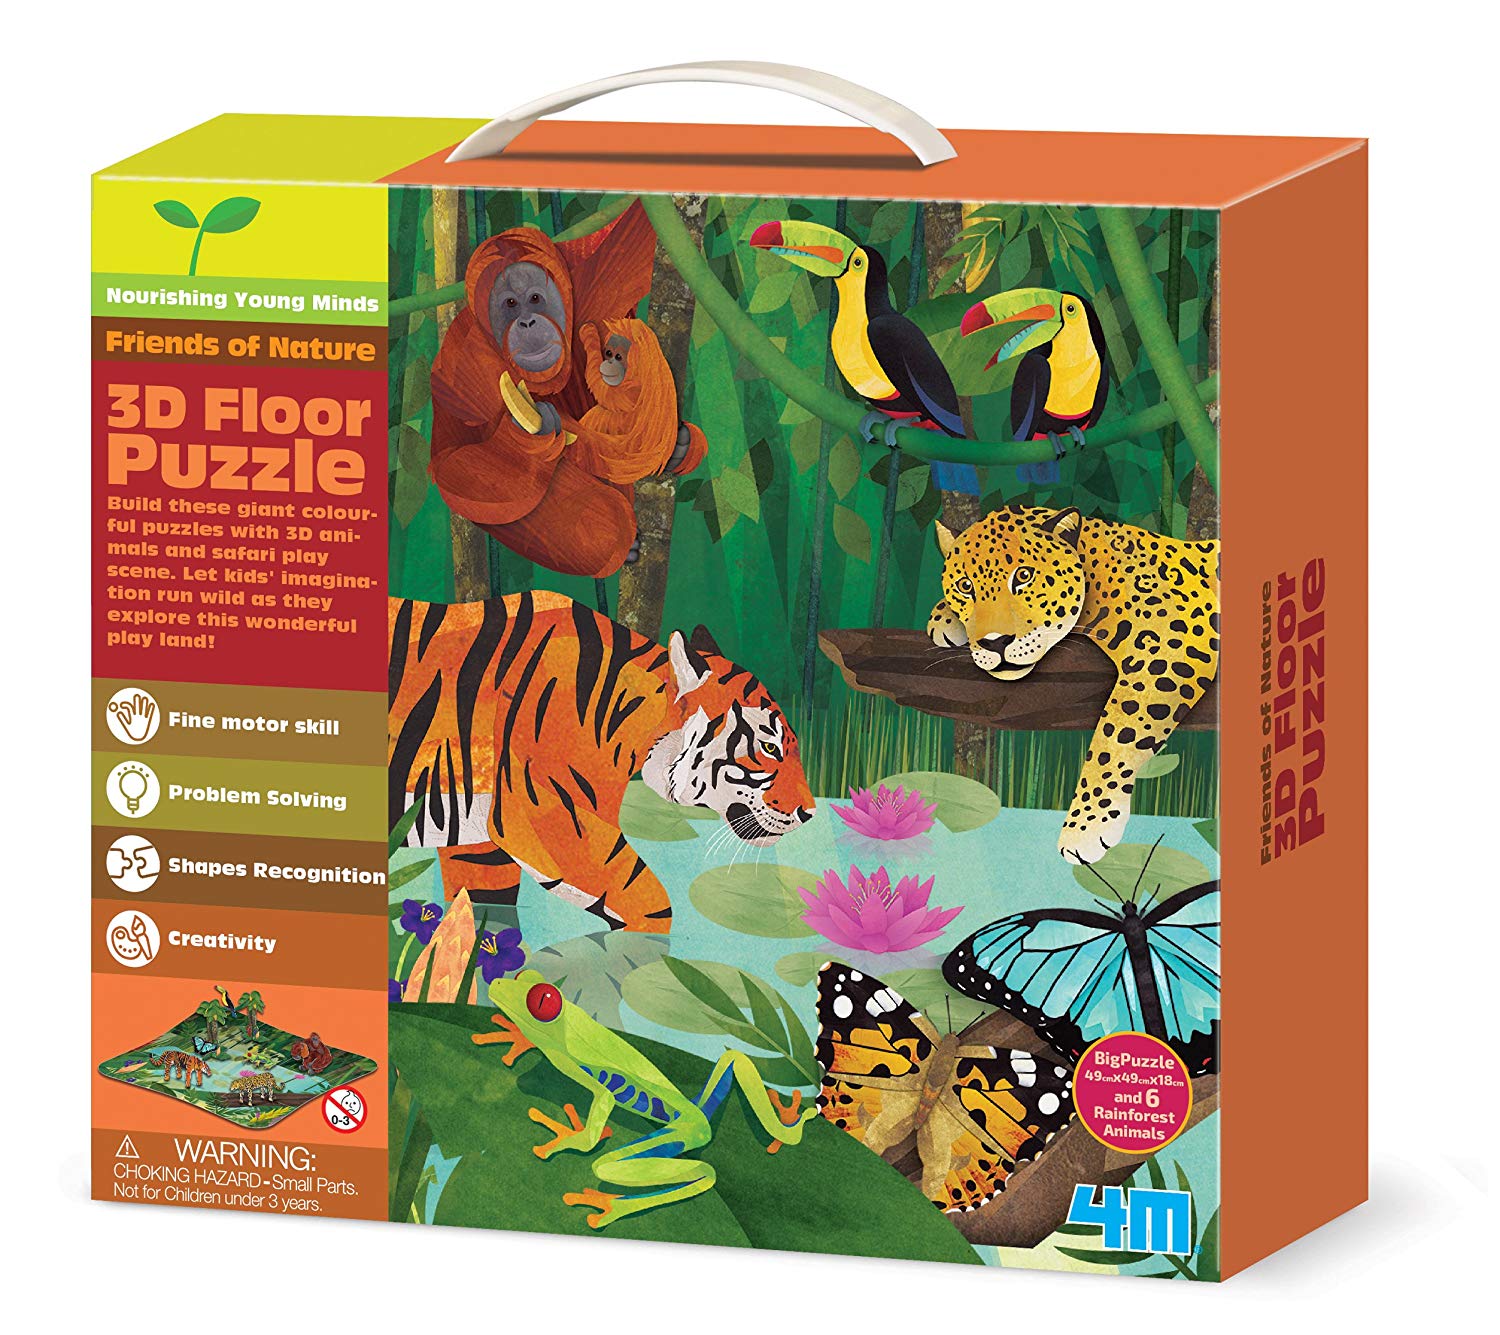 Nourishing Young Minds
Friends of Nature
3D Floor
Puzzle
Build these giant colour-
ful puzzles with 3D ani-
mals and safari play
scene. Let kids' imagina-
tion run wild as they
explore this wonderful
play land!
Fine motor skill
Problem Solving
Shapes Recognition
Creativity
0-3
WARNING:
CHOKING HAZARD - Small Parts.
Not for Children under 3 years.
BigPuzzle
49cmx49cmx18cm
and 6
Rainforest
Animals
4M
Friends of Nature
3D Floor
Puzzle